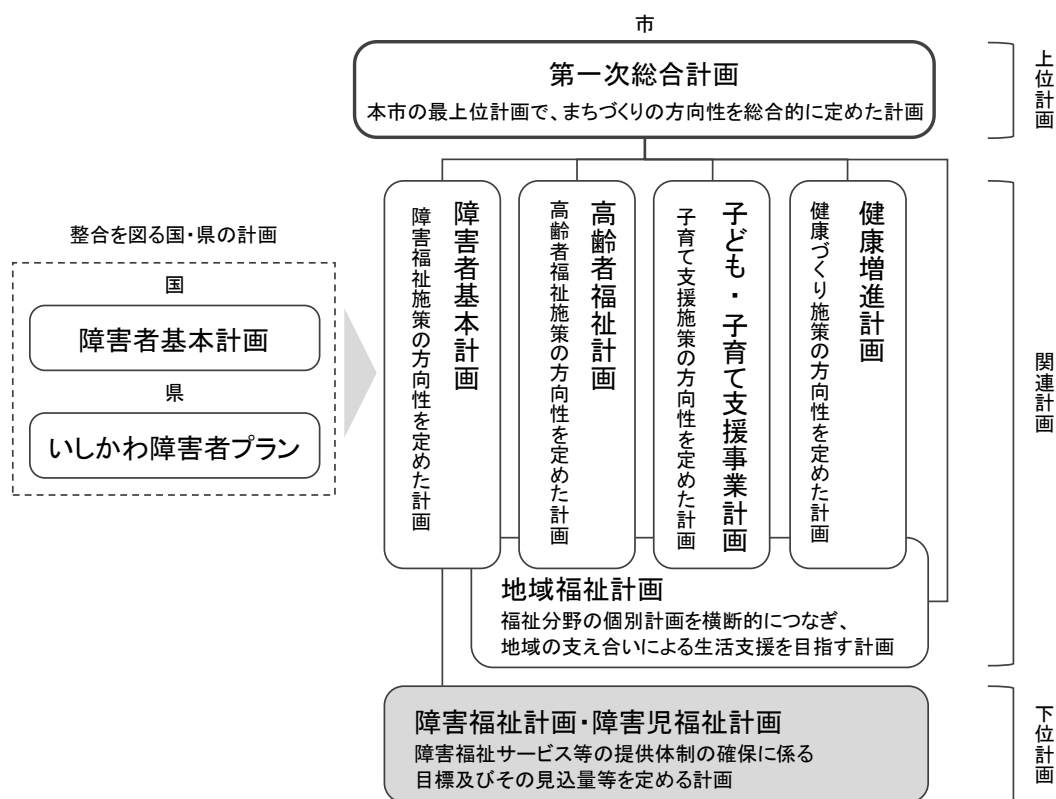 市
第一次総合計画
本市の最上位計画で、まちづくりの方向性を総合的に定めた計画
上位計画
整合を図る国・県の計画
国
障害者基本計画
県
いしかわ障害者プラン
障害者基本計画
障害福祉施策の方向性を定めた計画
高齢者福祉計画
高齢者福祉施策の方向性を定めた計画
子ども・子育て支援事業計画
子育て支援施策の方向性を定めた計画
健康増進計画
健康づくり施策の方向性を定めた計画
関連計画
地域福祉計画
福祉分野の個別計画を横断的につなぎ、
地域の支え合いによる生活支援を目指す計画
障害福祉計画・障害児福祉計画
障害福祉サービス等の提供体制の確保に係る
目標及びその見込量等を定める計画
下位計画